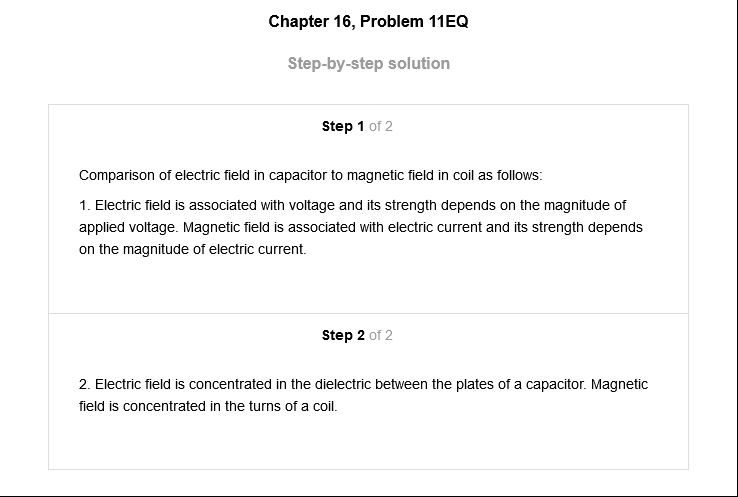 Chapter 16, Problem 11EQ
Step-by-step solution
Step 1 of 2
Comparison of electric field in capacitor to magnetic field in coil as follows:
1. Electric field is associated with voltage and its strength depends on the magnitude of
applied voltage. Magnetic field is associated with electric current and its strength depends
on the magnitude of electric current.
Step 2 of 2
2. Electric field is concentrated in the dielectric between the plates of a capacitor. Magnetic
field is concentrated in the turns of a coil.